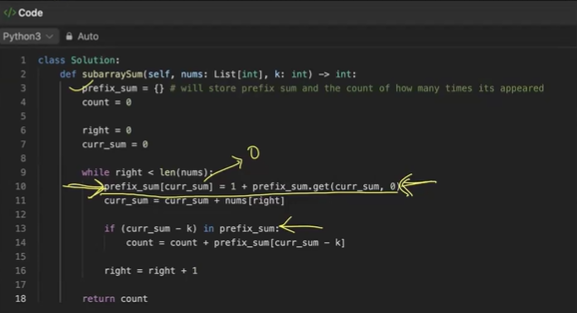 </> Code
Python3 Auto
1 class Solution:
2 def subarraySum(self, nums: List[int], k: int) -> int:
3 prefix_sum = {} # will store prefix sum and the count of how many times its appeared
4 count = 0
5
6 right = 0
7 curr_sum = 0
8
9 while right < len(nums):
0
10 prefix_sum[curr_sum] = 1 + prefix_sum.get(curr_sum, 0)
11 curr_sum = curr_sum + nums[right]
12
13 if (curr_sum - k) in prefix_sum:
14 count = count + prefix_sum[curr_sum - k]
15
16 right = right + 1
17
18 return count